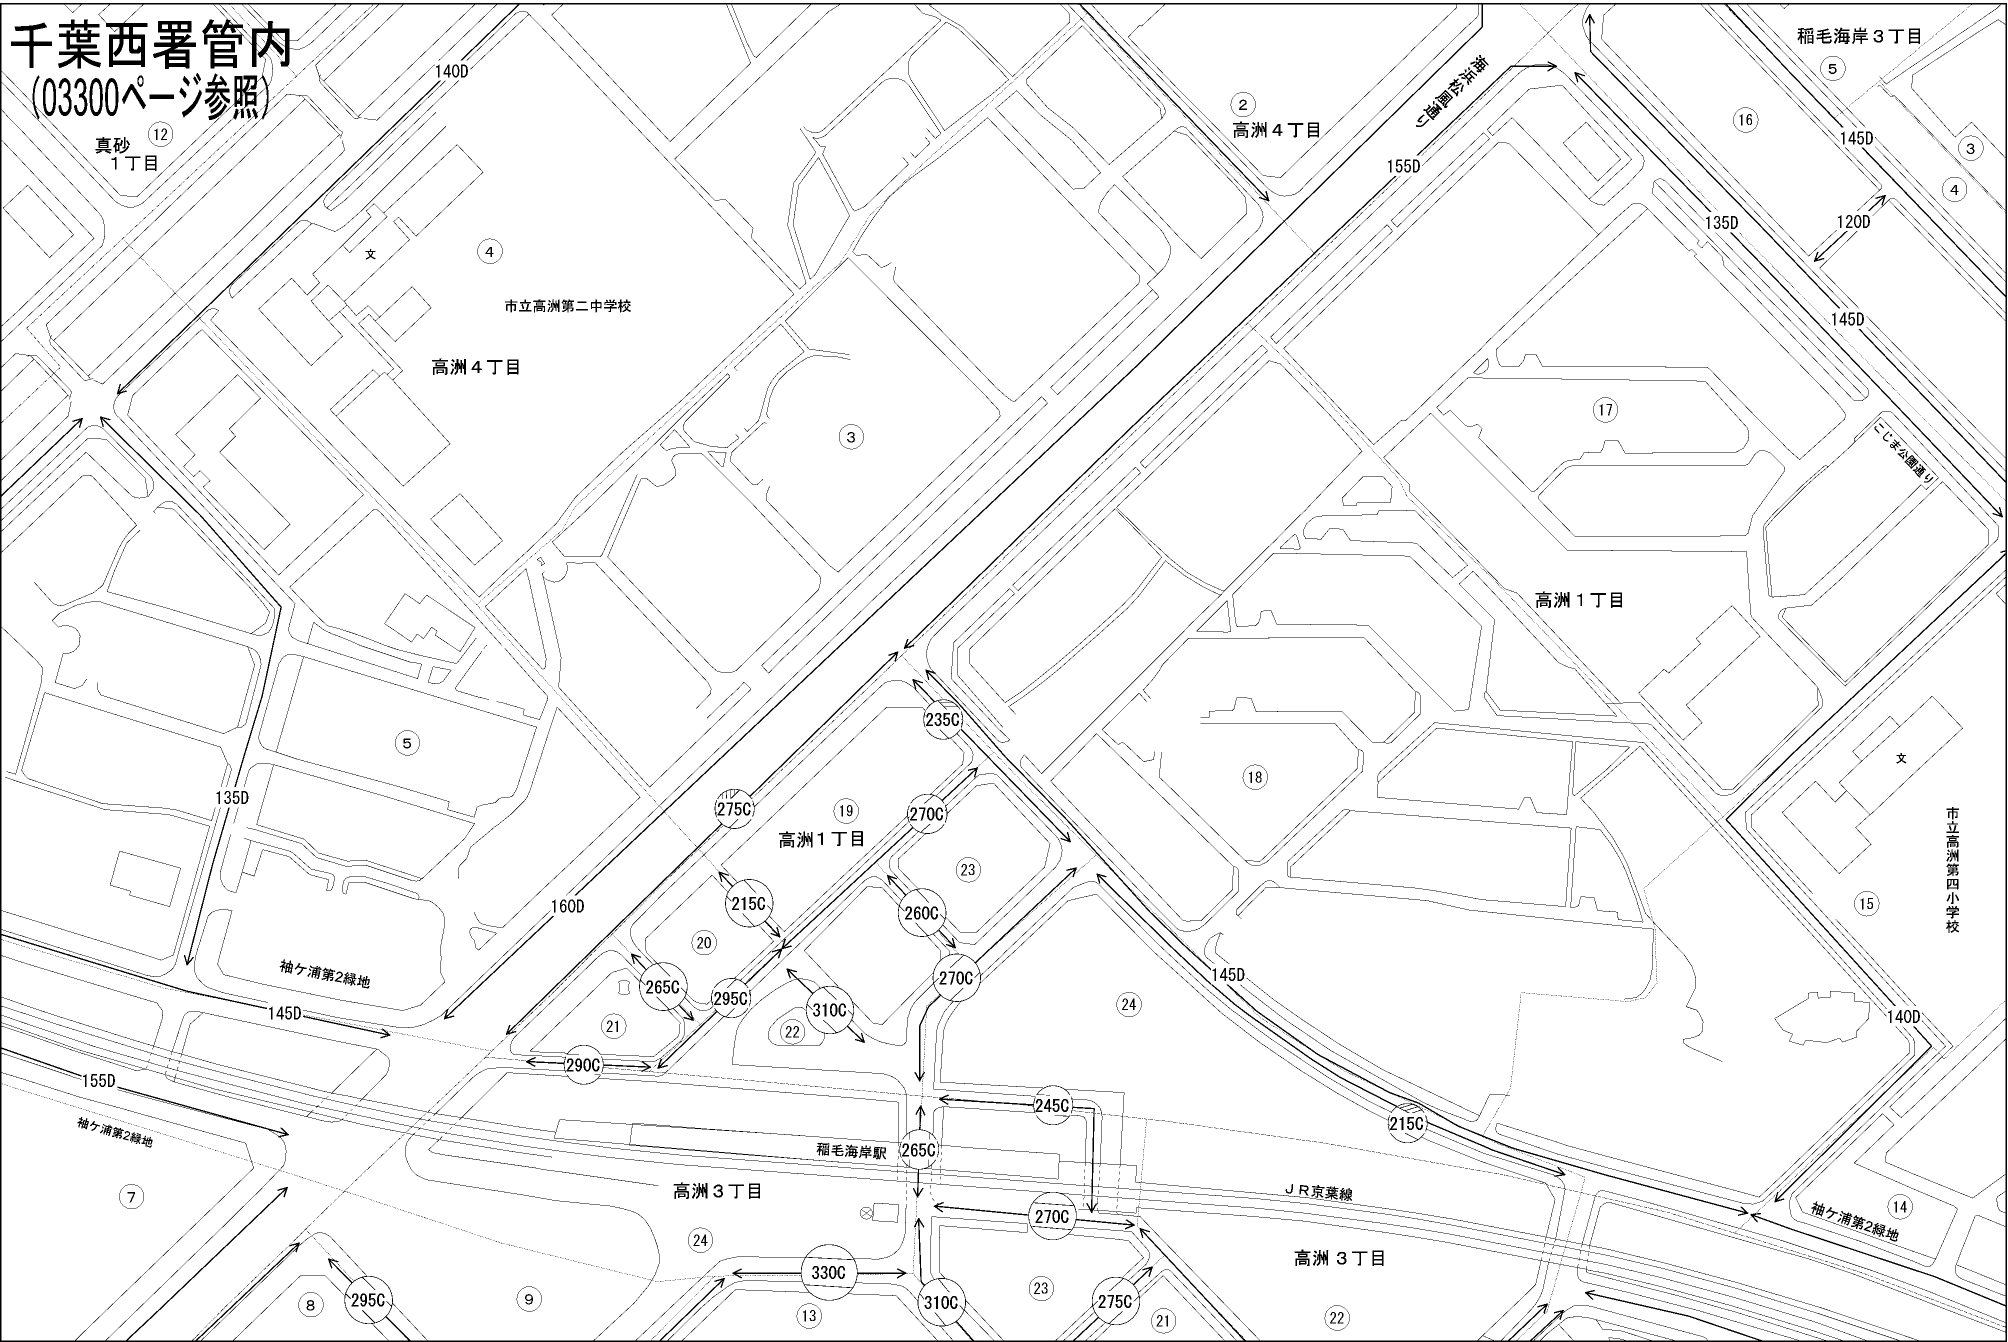 千葉西署管内
(03300ページ参照)
140D
真砂
1丁目
12
文
4
市立高洲第二中学校
高洲4丁目
3
2
高洲4丁目
海浜松風通り
155D
稲毛海岸3丁目
5
16
145D
3
4
135D
120D
145D
17
にじま公園通り
高洲1丁目
文
市立高洲第四小学校
15
140D
5
135D
160D
袖ケ浦第2緑地
145D
155D
袖ケ浦第2緑地
235C
275C
19
270C
高洲1丁目
23
18
215C
260C
20
265C
295C
270C
310C
21
22
24
145D
290C
245C
215C
稲毛海岸駅
265C
高洲3丁目
JR京葉線
270C
7
24
高洲3丁目
14
袖ケ浦第2緑地
330C
295C
8
9
13
310C
23
275C
21
22